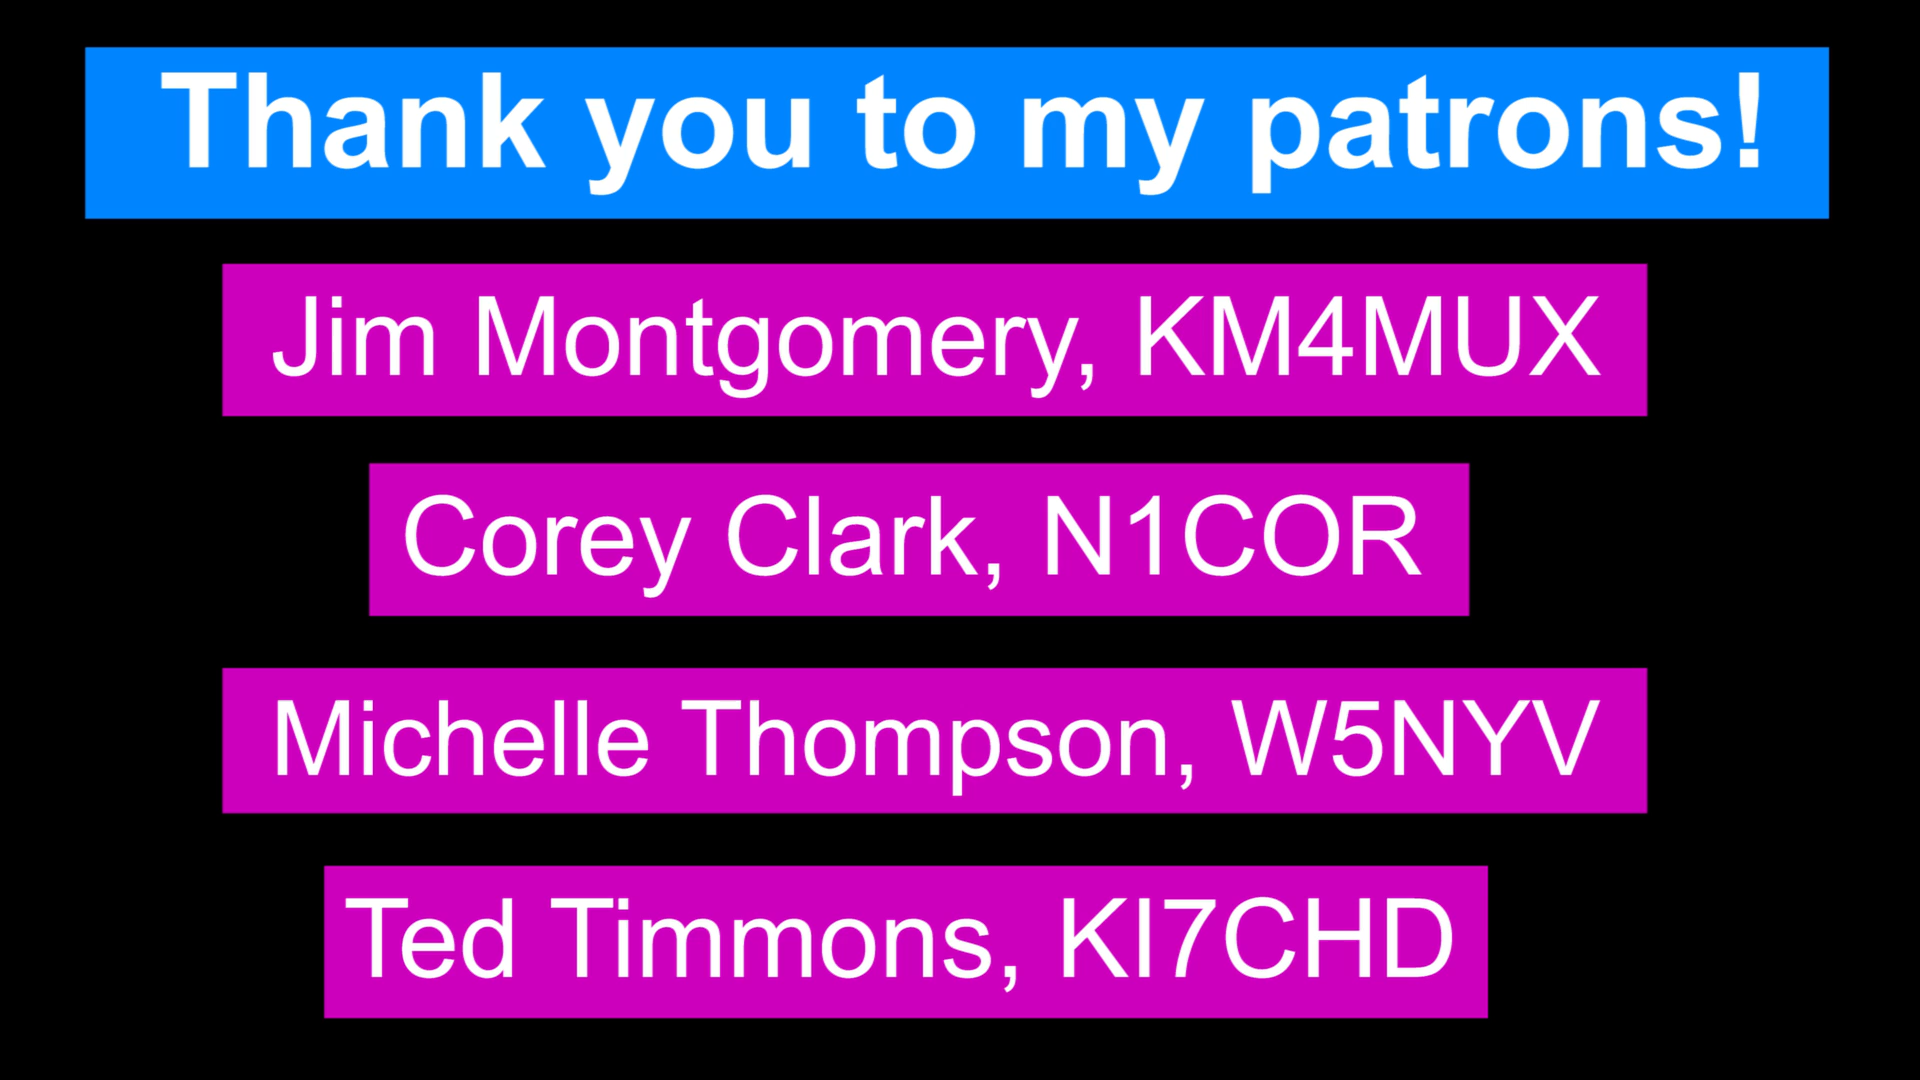 Thank you to my patrons!
Jim Montgomery, KM4MUX
Corey Clark, N1COR
Michelle Thompson, W5NYV
Ted Timmons, KI7CHD